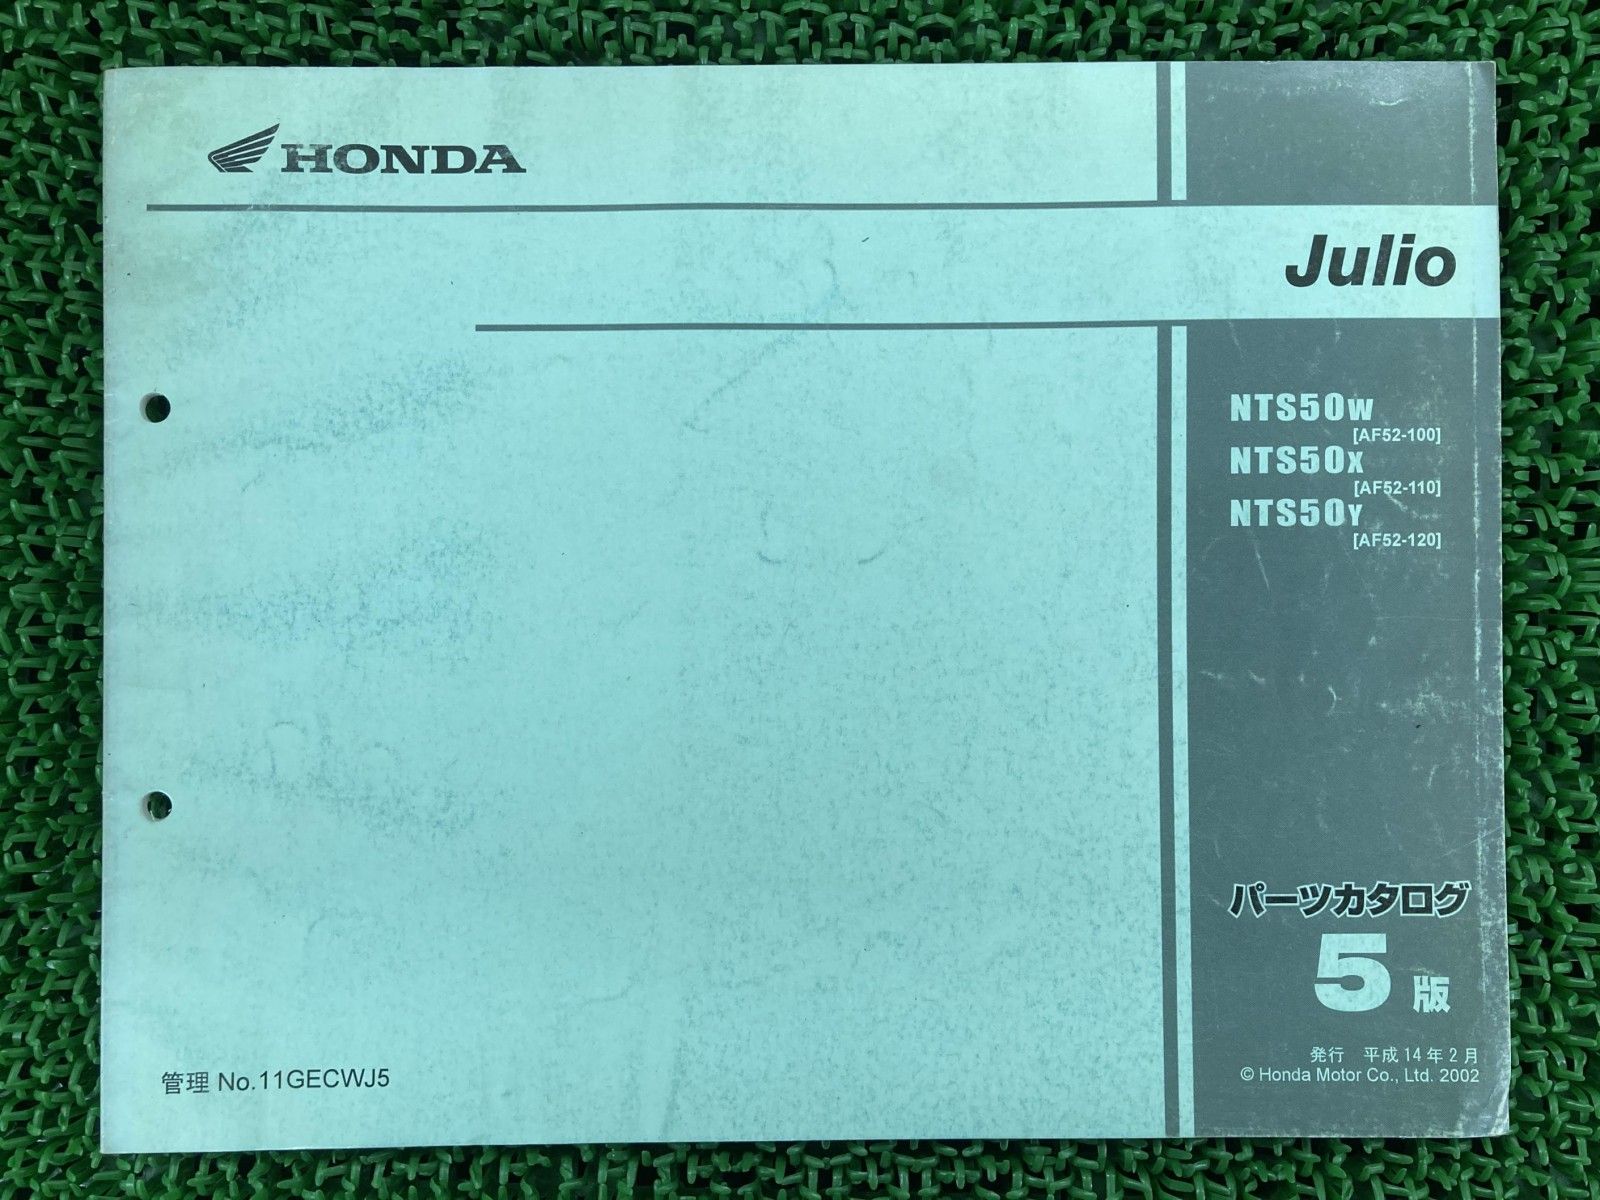 HONDA
Julio
NTS50W
[AF52-100]
NTS50X
[AF52-110]
NTS50Y
[AF52-120]
パーツカタログ
5 版
発行 平成14年2月
© Honda Motor Co., Ltd. 2002
管理 No.11GECWJ5